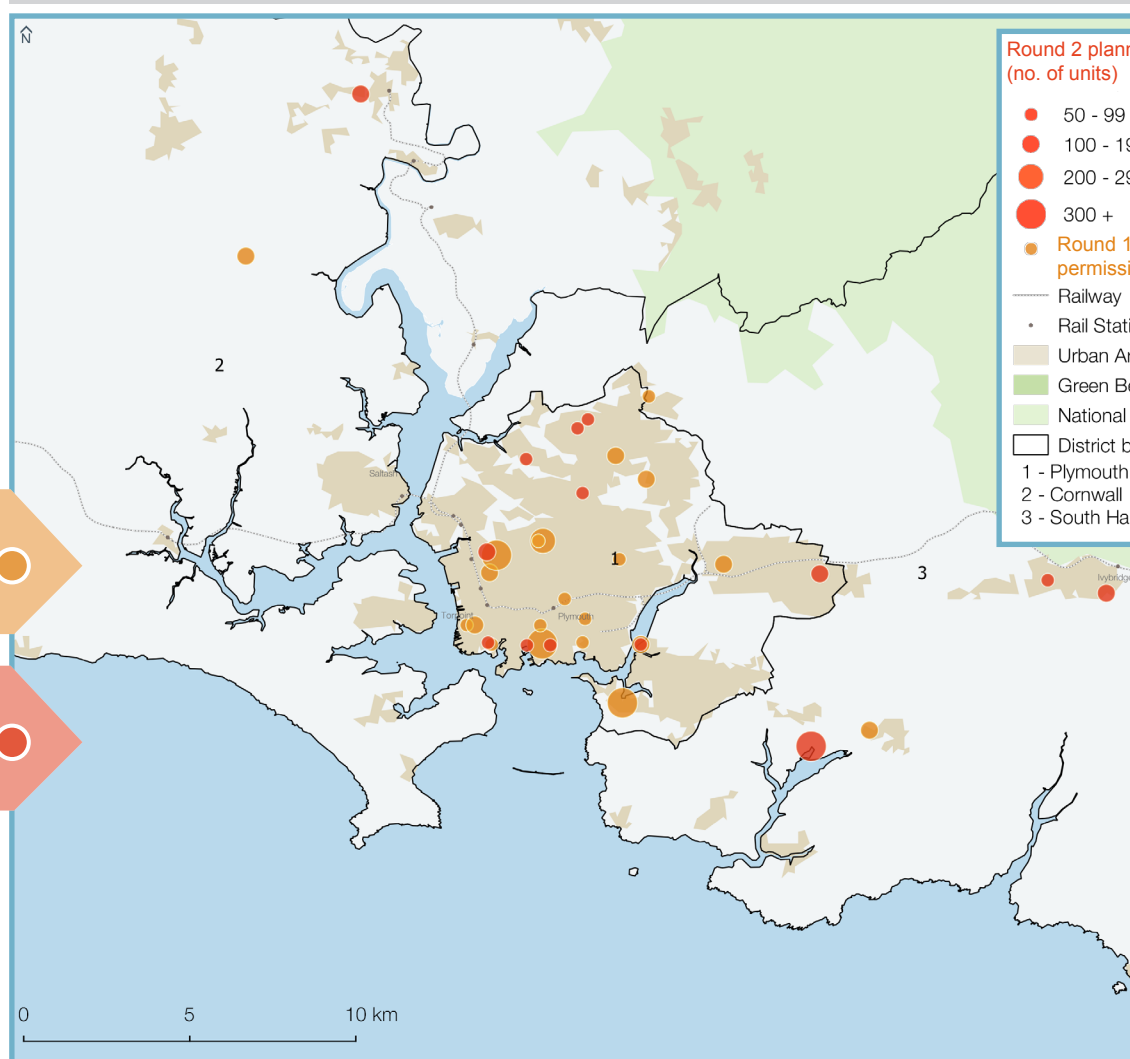 N
Round 2 plann
(no. of units)
50 - 99
100 - 19
200 - 29
300 +
Round 1
permissi
Railway
Rail Stati
Urban Ar
Green Be
National
District b
1 - Plymouth
2 - Cornwall
3 - South Ha
2
Saltash
1
3
Ivybridge
Torpoint
Plymouth
0
5
10 km